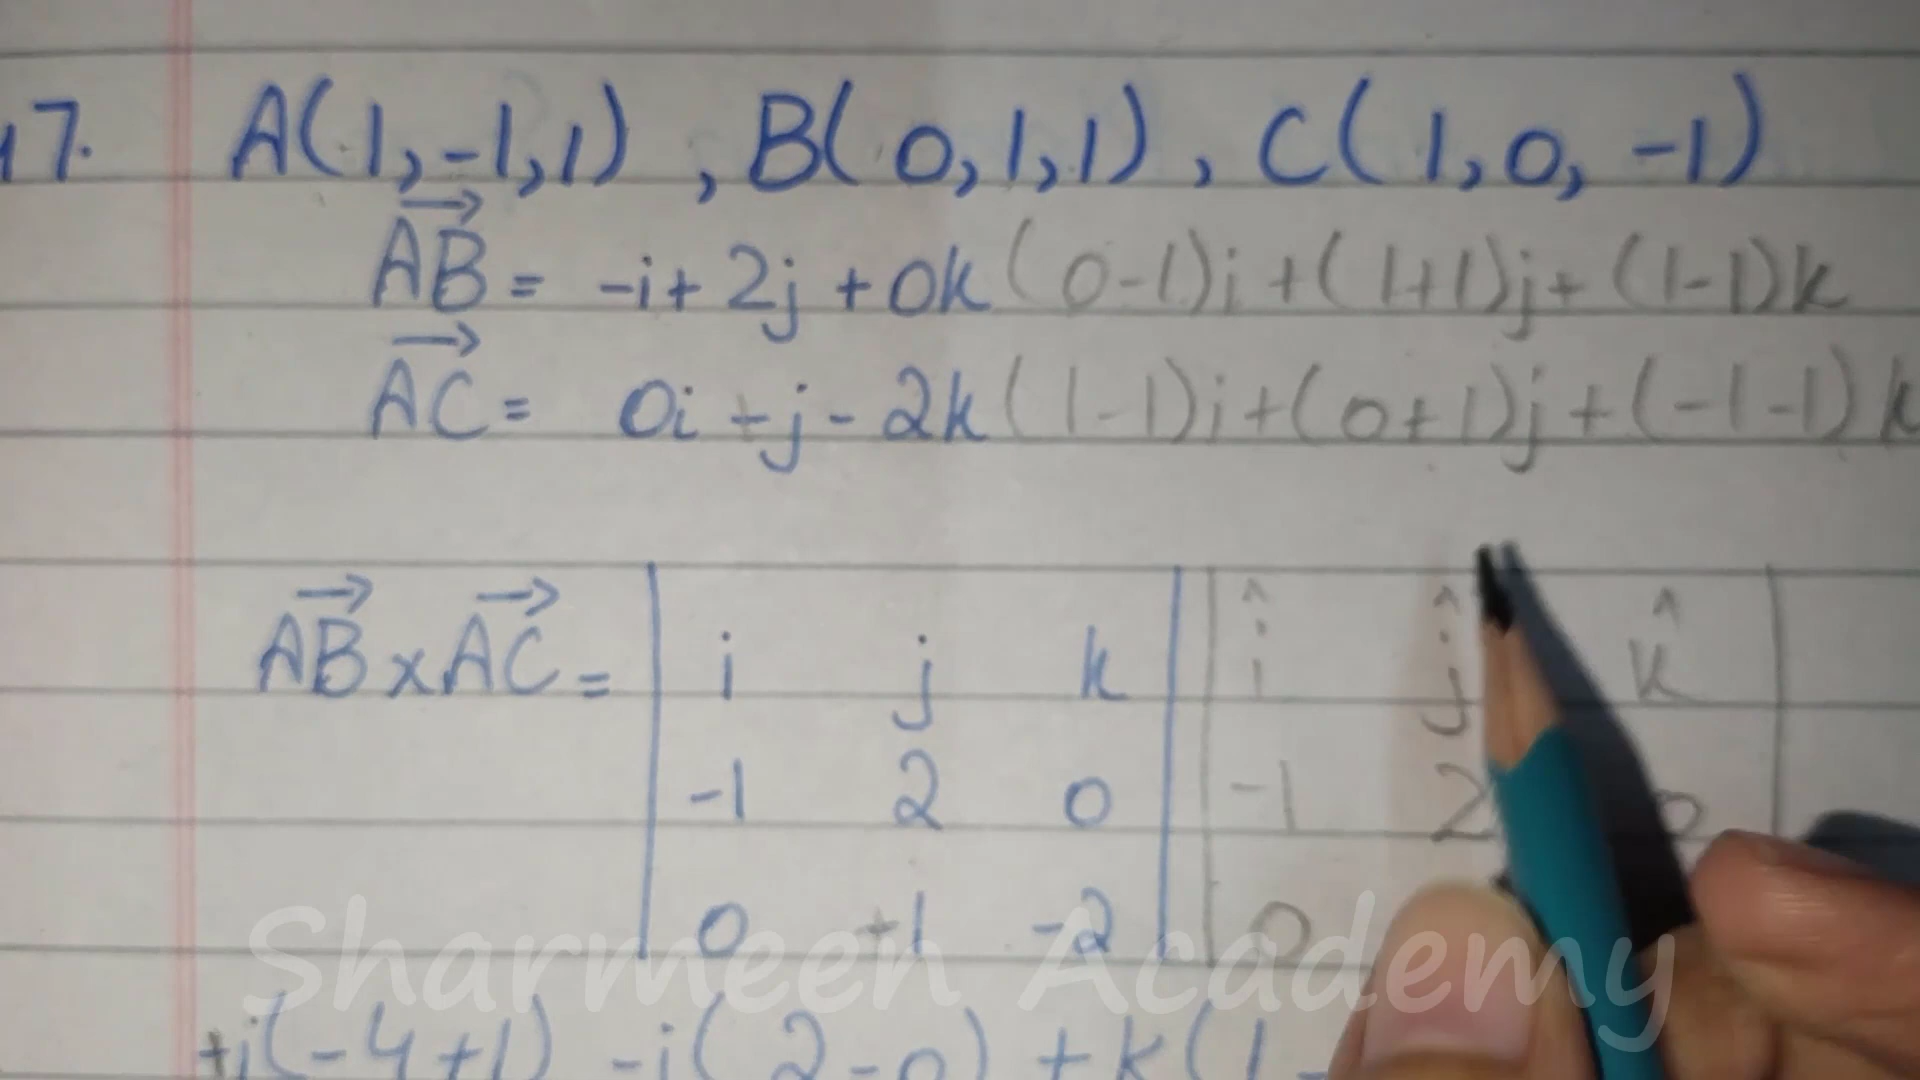 17. A(1,-1,1) , B(0,1,1) , C(1,0,-1)
AB = -i + 2j + 0k (0-1)i + (1+1)j + (1-1)k
AC = 0i + j - 2k (1-1)i + (0+1)j + (-1-1)k
AB x AC = | i j k | î ĵ k̂ |
-1 2 0 | -1 2 0
0 +1 -2 | 0
Sharmeen Academy
+i(-4+1) -j(2-0) + k(1-